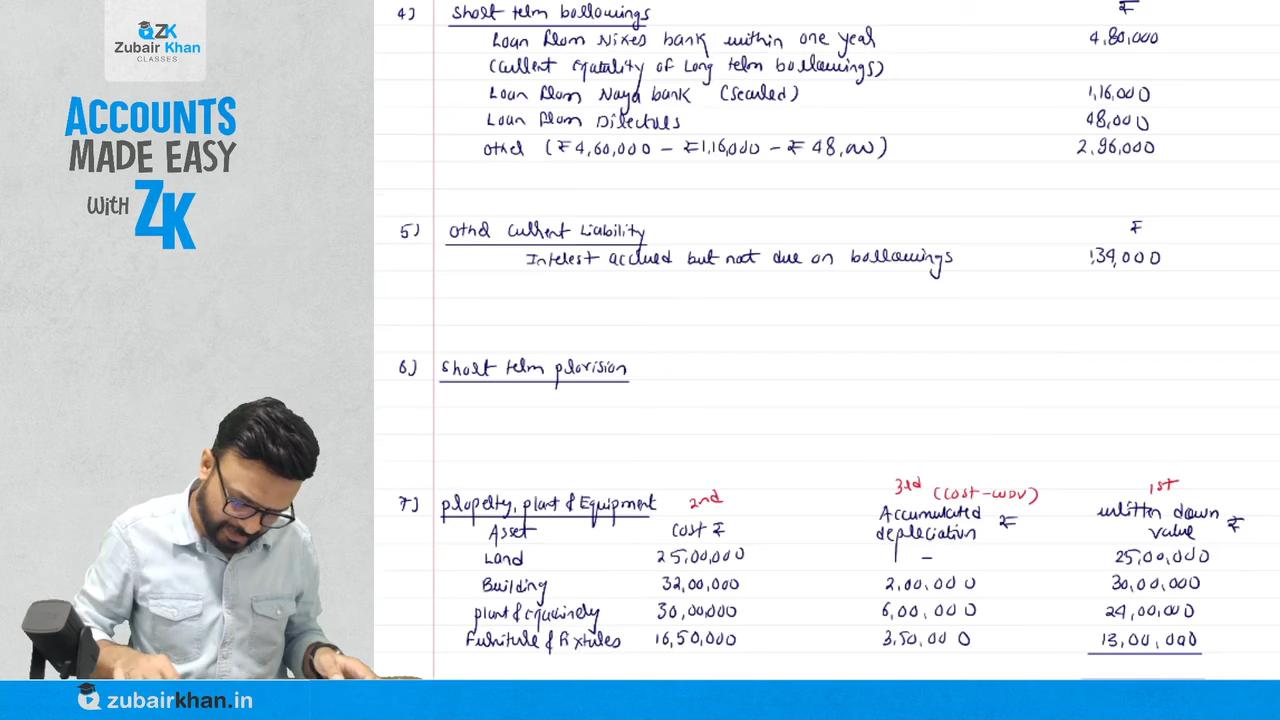 ZK
Zubair Khan
CLASSES
ACCOUNTS
MADE EASY
with ZK
4) Short term borrowings ₹
Loan from Nixes bank within one year 4,80,000
(Current maturity of Long term borrowings)
Loan from Naya bank (secured) 1,16,000
Loan from Directors 48,000
other (₹ 4,60,000 - ₹1,16,000 - ₹ 48,000) 2,96,000
5) other current Liability ₹
Interest accrued but not due on borrowings 1,34,000
6) short term provision
7) property, plant & Equipment 2nd 3rd (cost-WDV) 1st
Asset cost ₹ Accumulated depreciation ₹ written down value ₹
Land 25,00,000 - 25,00,000
Building 32,00,000 2,00,000 30,00,000
plant & machinery 30,00,000 6,00,000 24,00,000
Furniture & Fixtures 16,50,000 3,50,000 13,00,000
zubairkhan.in